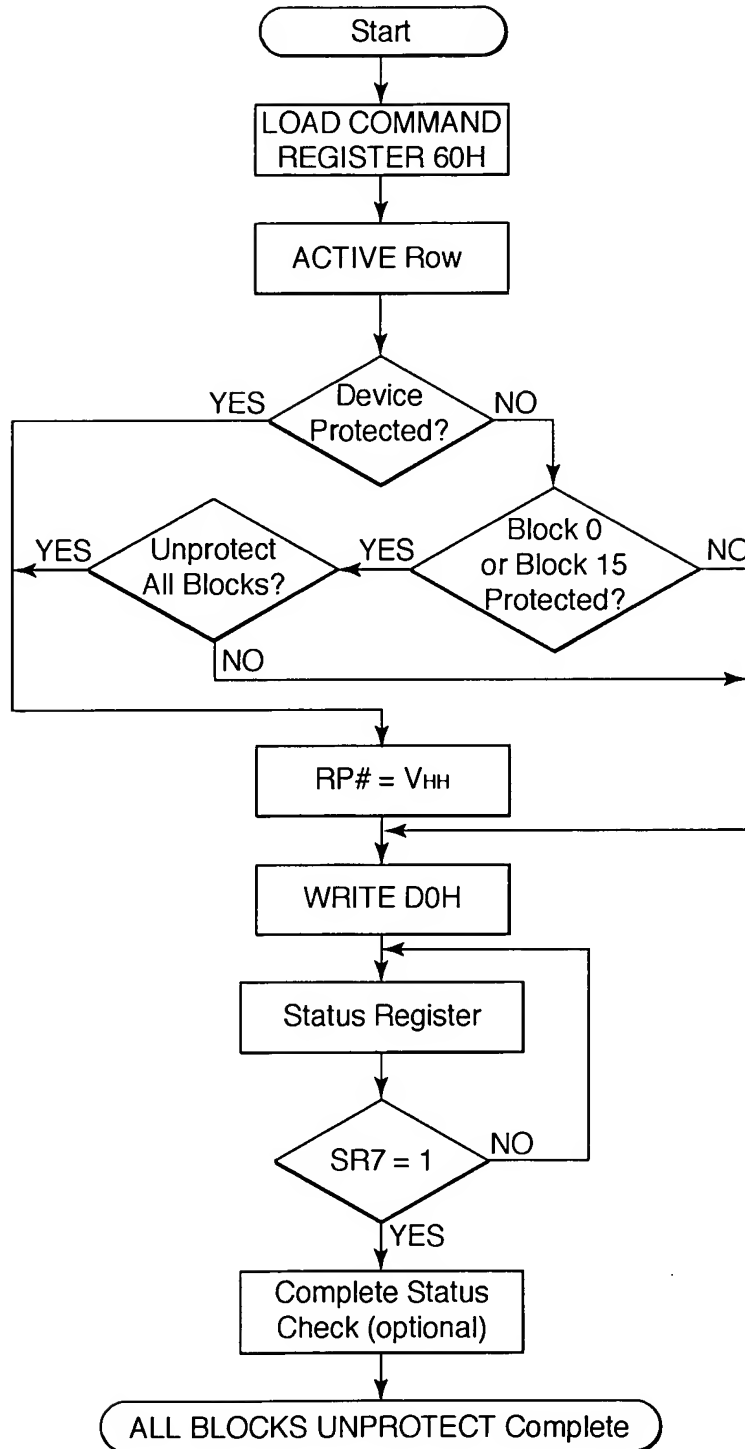 Start
LOAD COMMAND
REGISTER 60H
ACTIVE Row
YES
Device
Protected?
NO
YES
Unprotect
All Blocks?
YES
Block 0
or Block 15
Protected?
NO
NO
RP# = VHH
WRITE D0H
Status Register
SR7 = 1
NO
YES
Complete Status
Check (optional)
ALL BLOCKS UNPROTECT Complete